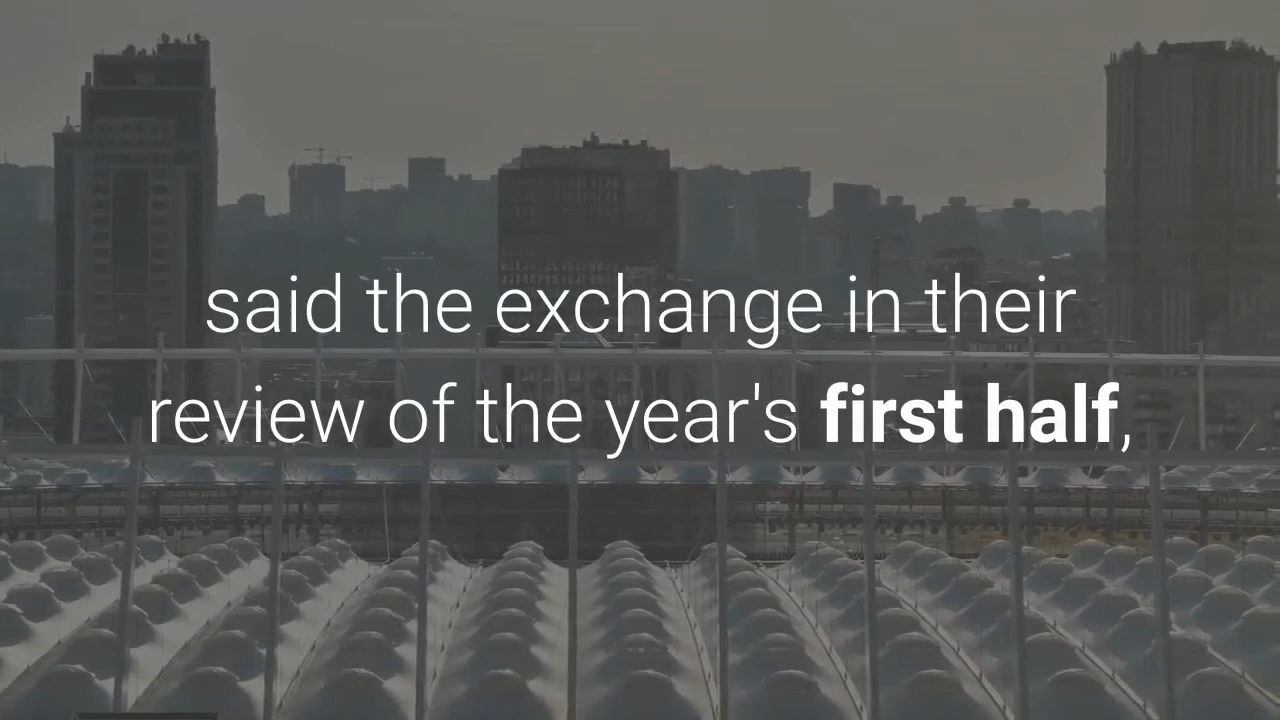 said the exchange in their
review of the year's first half,